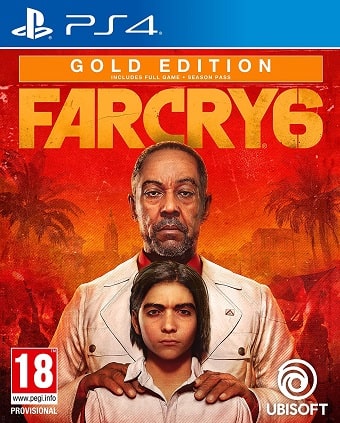 PS4
GOLD EDITION
INCLUDES FULL GAME + SEASON PASS
FARCRY6
18
www.pegi.info
PROVISIONAL
UBISOFT